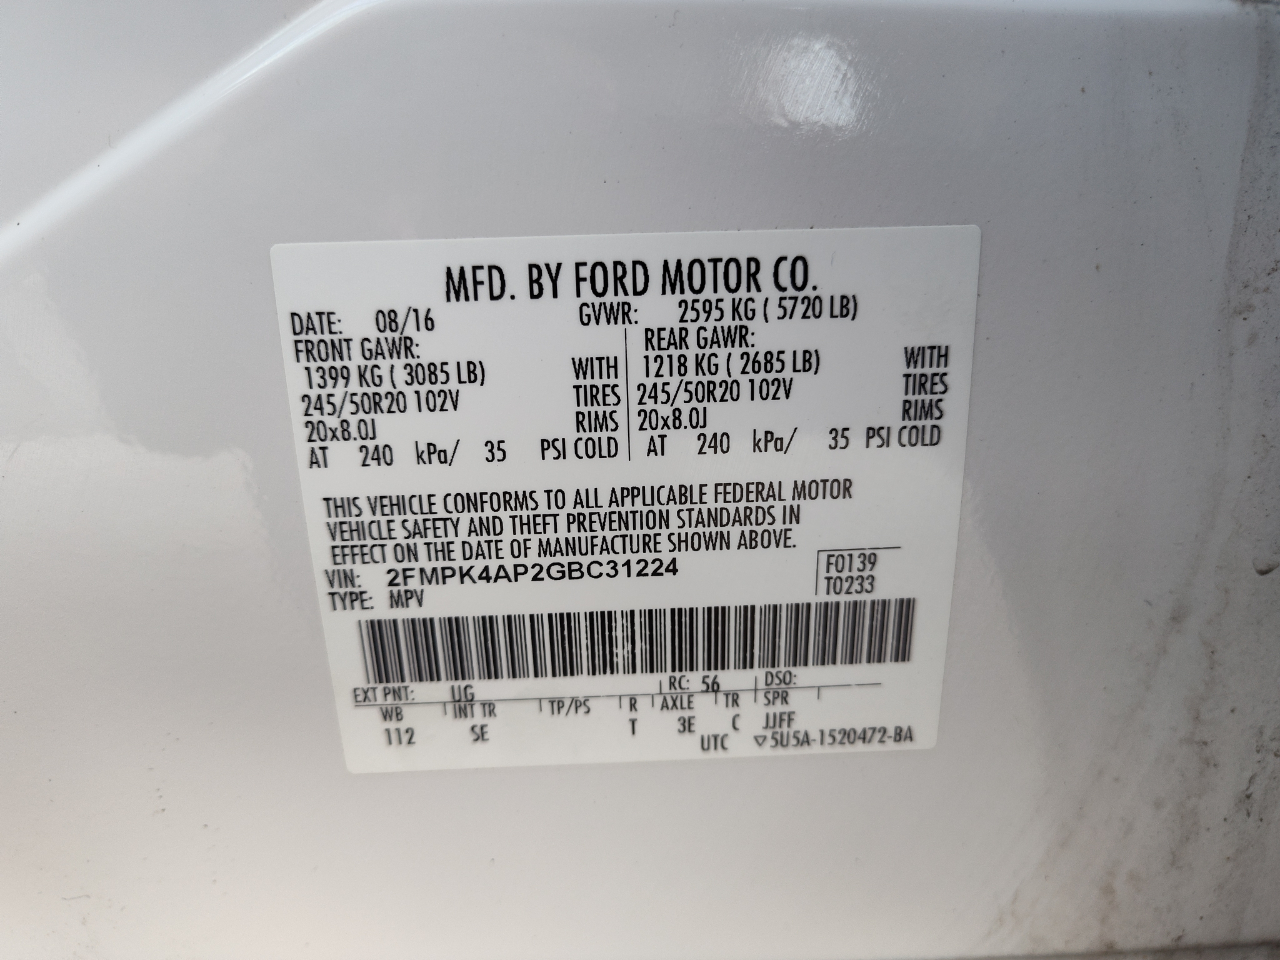 MFD. BY FORD MOTOR CO.
DATE: 08/16 GVWR: 2595 KG ( 5720 LB)
FRONT GAWR: REAR GAWR:
1399 KG ( 3085 LB) WITH 1218 KG ( 2685 LB) WITH
245/50R20 102V TIRES 245/50R20 102V TIRES
20x8.0J RIMS 20x8.0J RIMS
AT 240 kPa/ 35 PSI COLD AT 240 kPa/ 35 PSI COLD
THIS VEHICLE CONFORMS TO ALL APPLICABLE FEDERAL MOTOR
VEHICLE SAFETY AND THEFT PREVENTION STANDARDS IN
EFFECT ON THE DATE OF MANUFACTURE SHOWN ABOVE.
VIN: 2FMPK4AP2GBC31224 F0139
TYPE: MPV T0233
EXT PNT: UG RC: 56 DSO:
WB INT TR TP/PS R AXLE TR SPR
112 SE T 3E C JJFF
UTC ▽5U5A-1520472-BA